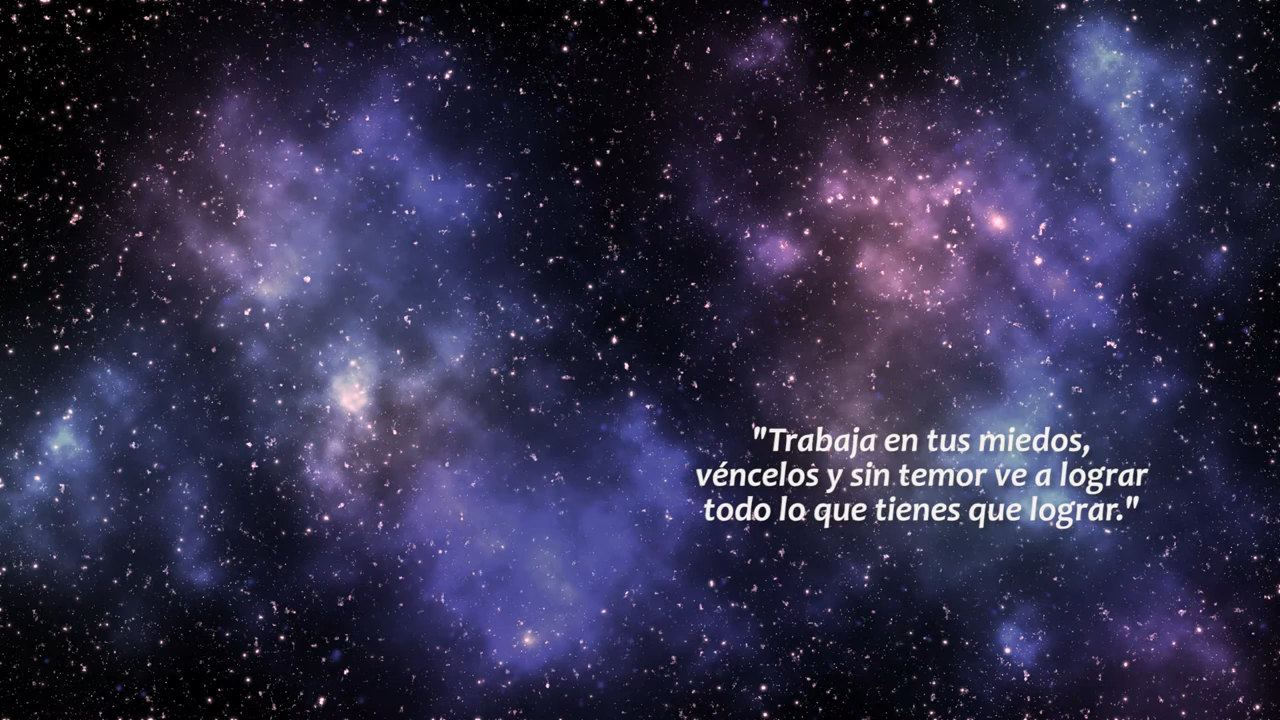 "Trabaja en tus miedos,
véncelos y sin temor ve a lograr
todo lo que tienes que lograr."